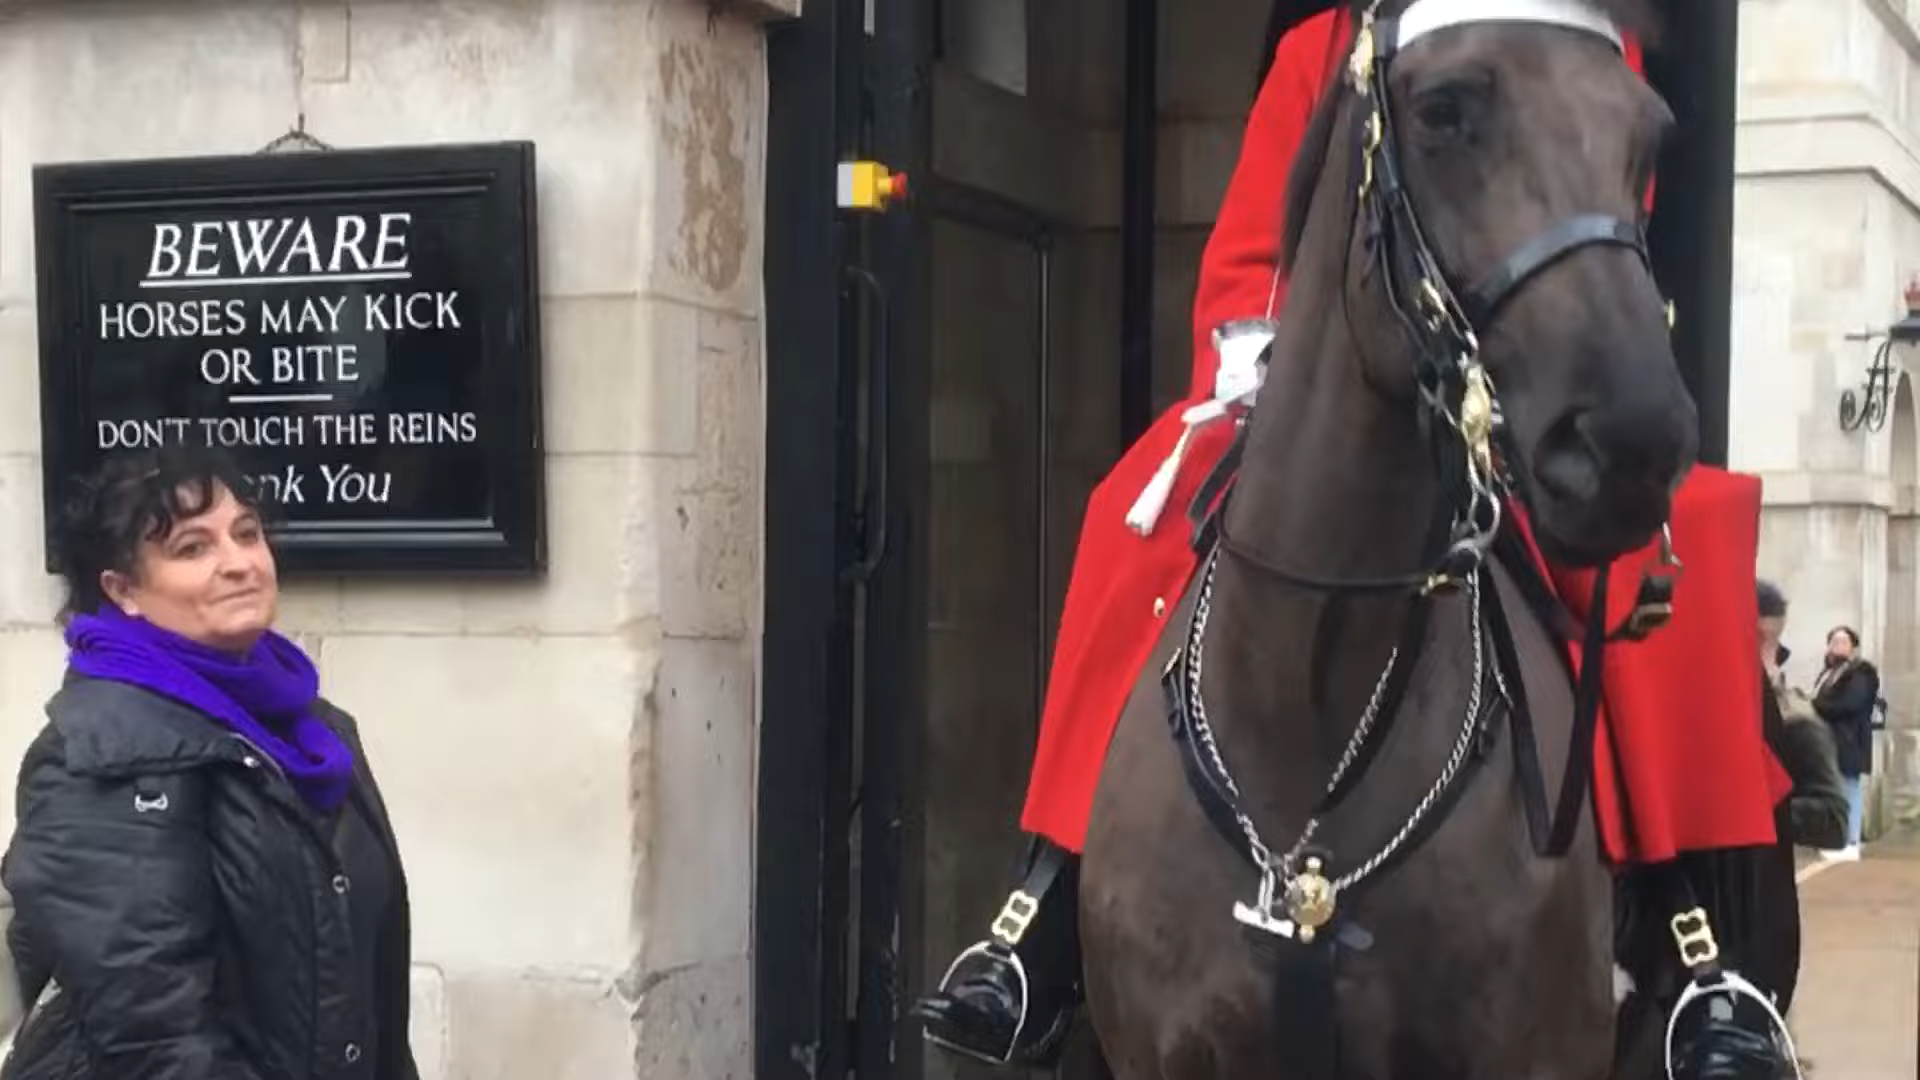 BEWARE
HORSES MAY KICK
OR BITE
DON'T TOUCH THE REINS
You